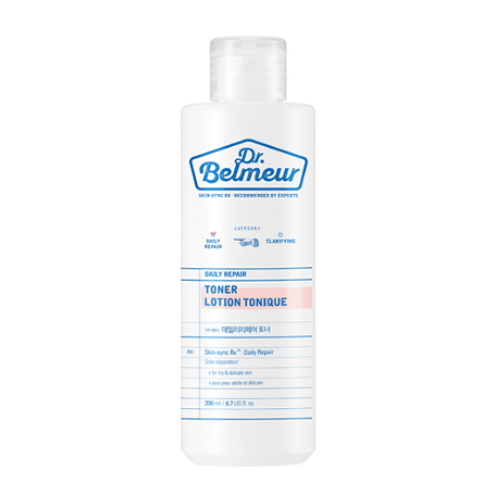 Dr.
Belmeur
SKIN-SYNC RX RECOMMENDED BY EXPERTS
CATEGORY
DAILY
REPAIR
CLARIFYING
DAILY REPAIR
TONER
LOTION TONIQUE
데일리리페어 토너
Skin-sync Rx™ : Daily Repair
Soin réparateur
• for dry & delicate skin
• pour peau sèche et délicate
200 ml / 6.7 US fl. oz.